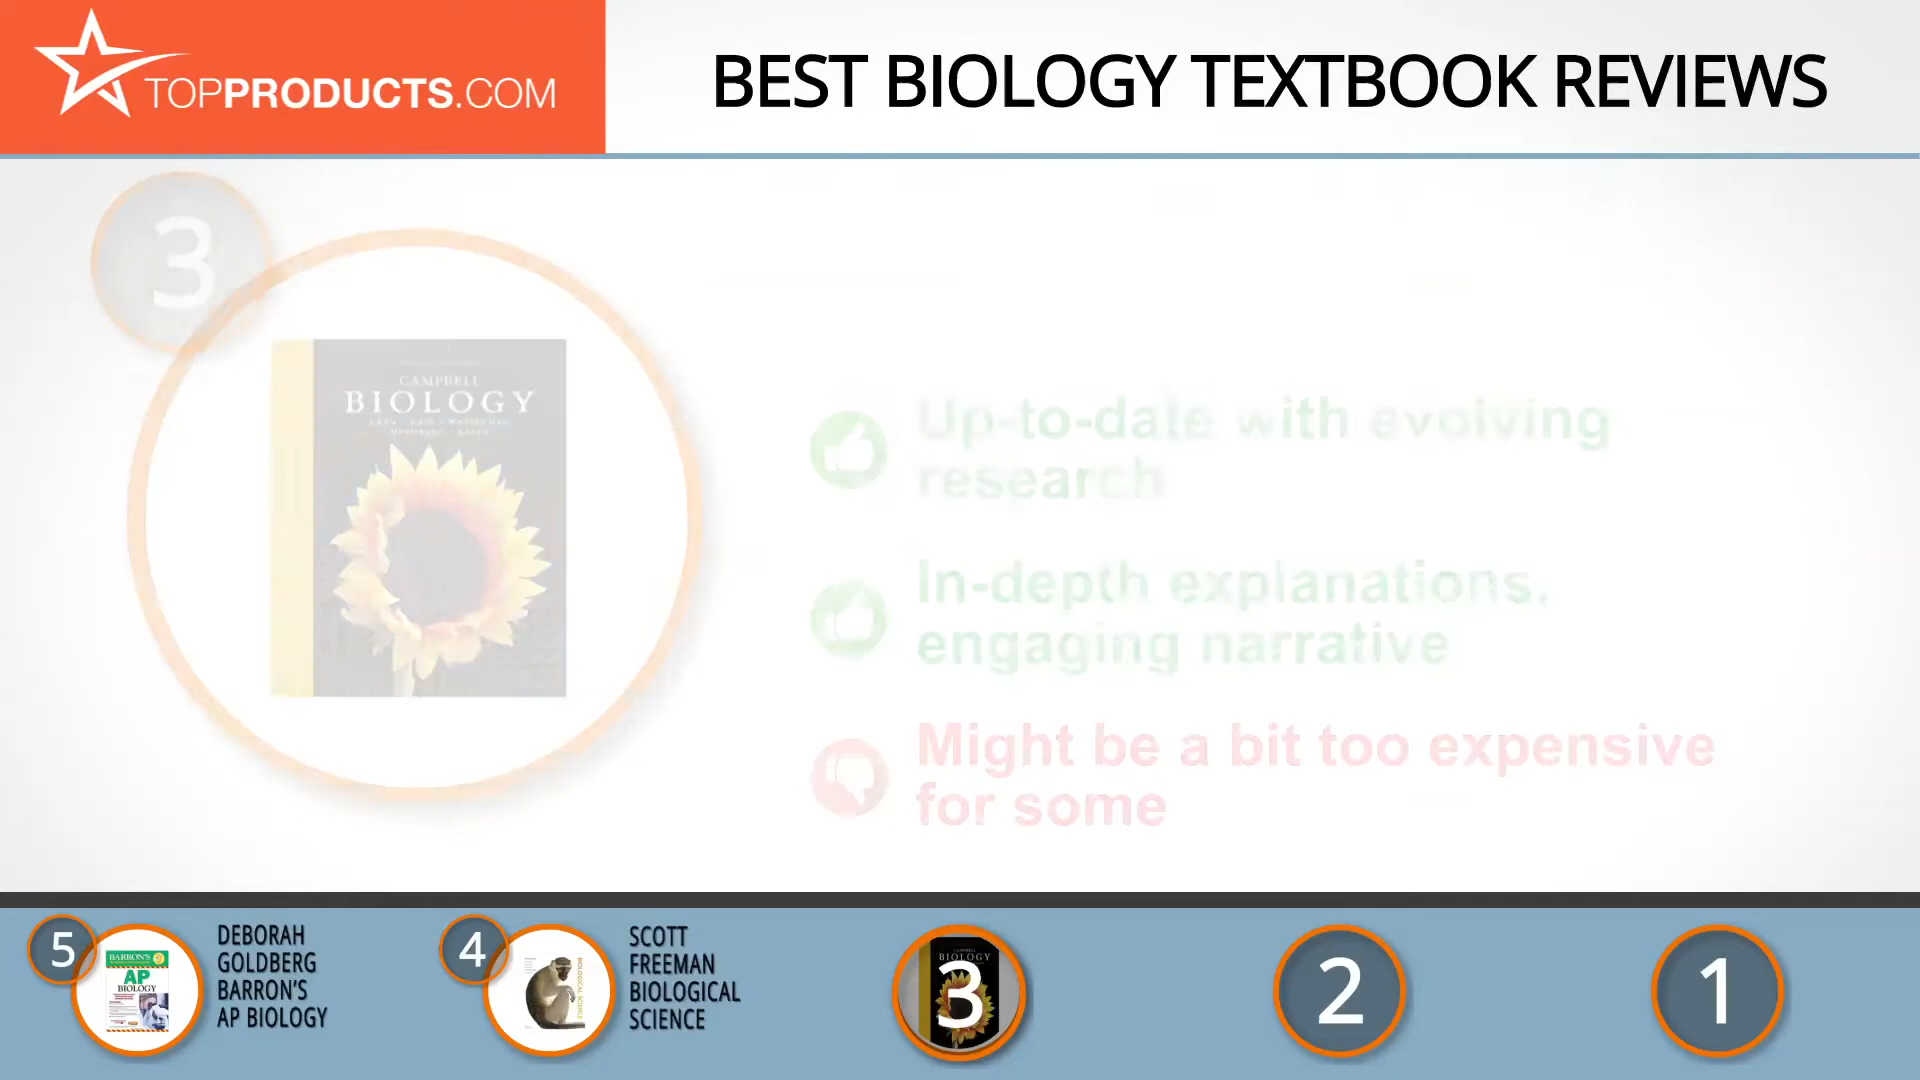 TOPPRODUCTS.COM
BEST BIOLOGY TEXTBOOK REVIEWS
3
CAMPBELL
BIOLOGY
Up-to-date with evolving
research
In-depth explanations,
engaging narrative
Might be a bit too expensive
for some
5
BARRON'S
AP
BIOLOGY
DEBORAH
GOLDBERG
BARRON'S
AP BIOLOGY
4
BIOLOGICAL SCIENCE
SCOTT
FREEMAN
BIOLOGICAL
SCIENCE
BIOLOGY
3
2
1